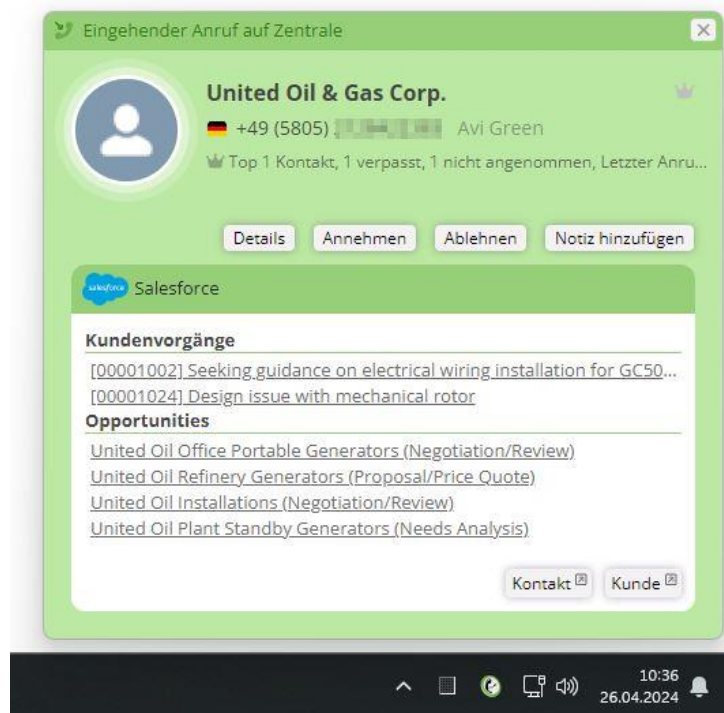 Eingehender Anruf auf Zentrale
United Oil & Gas Corp.
+49 (5805) Avi Green
Top 1 Kontakt, 1 verpasst, 1 nicht angenommen, Letzter Anru...
Details Annehmen Ablehnen Notiz hinzufügen
salesforce Salesforce
Kundenvorgänge
[00001002] Seeking guidance on electrical wiring installation for GC50...
[00001024] Design issue with mechanical rotor
Opportunities
United Oil Office Portable Generators (Negotiation/Review)
United Oil Refinery Generators (Proposal/Price Quote)
United Oil Installations (Negotiation/Review)
United Oil Plant Standby Generators (Needs Analysis)
Kontakt Kunde
10:36
26.04.2024